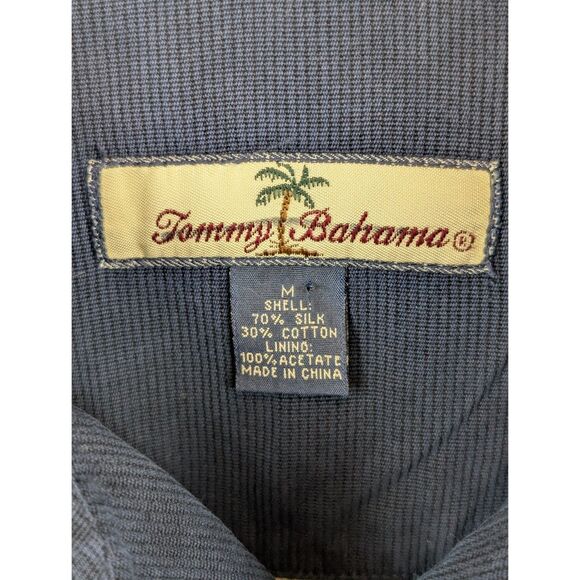 Tommy Bahama®
M
SHELL:
70% SILK
30% COTTON
LINING:
100% ACETATE
MADE IN CHINA